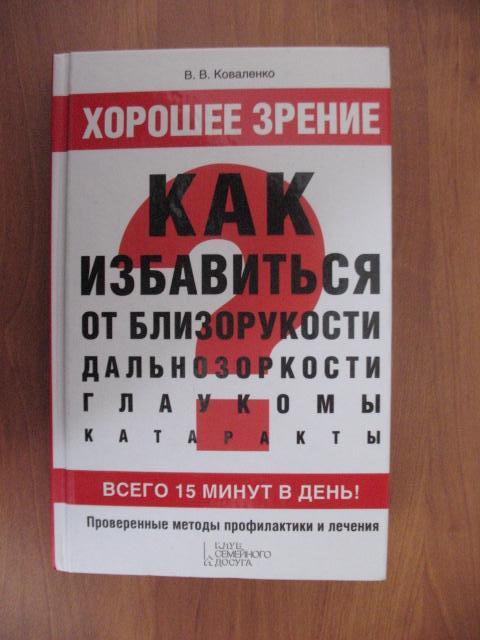 В. В. Коваленко
ХОРОШЕЕ ЗРЕНИЕ
КАК
ИЗБАВИТЬСЯ
ОТ БЛИЗОРУКОСТИ
ДАЛЬНОЗОРКОСТИ
ГЛАУКОМЫ
КАТАРАКТЫ
?
ВСЕГО 15 МИНУТ В ДЕНЬ!
Проверенные методы профилактики и лечения
КЛУБ
СЕМЕЙНОГО
ДОСУГА